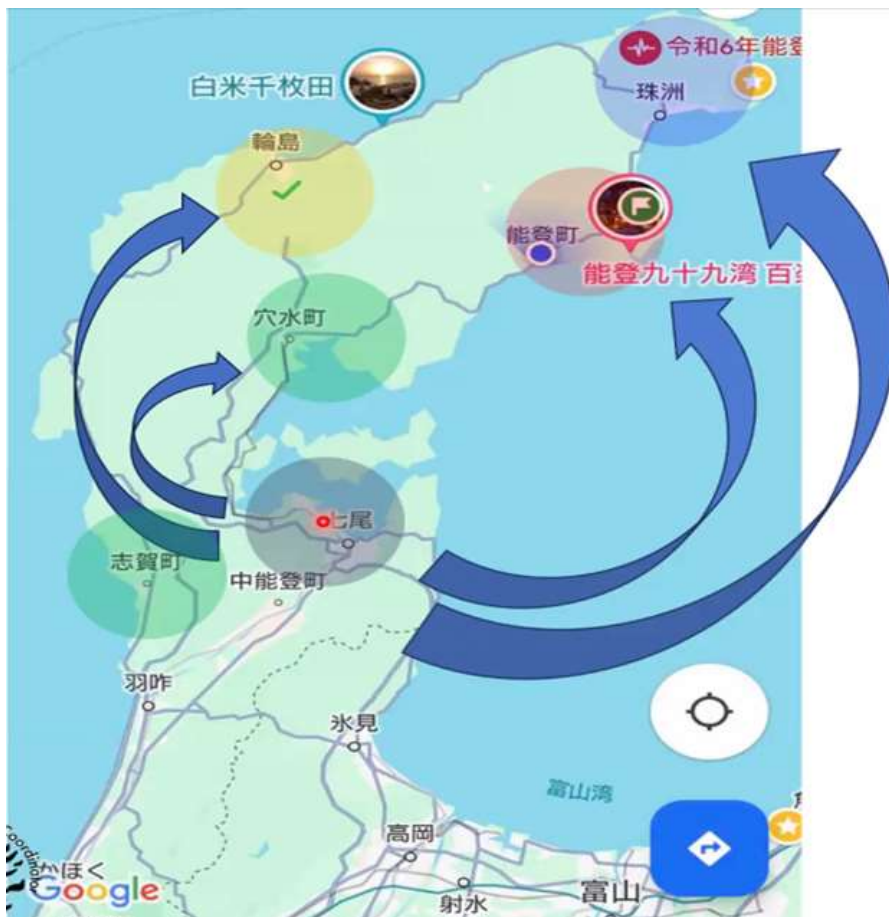 令和6年能登
白米千枚田
珠洲
輪島
能登町
能登九十九湾 百楽
穴水町
七尾
志賀町
中能登町
羽咋
氷見
富山湾
高岡
かほく
Google
射水
富山